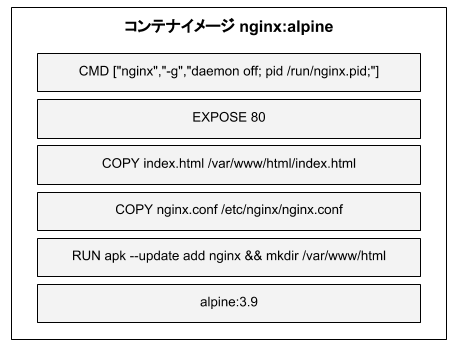 コンテナイメージ nginx:alpine
CMD ["nginx","-g","daemon off; pid /run/nginx.pid;"]
EXPOSE 80
COPY index.html /var/www/html/index.html
COPY nginx.conf /etc/nginx/nginx.conf
RUN apk --update add nginx && mkdir /var/www/html
alpine:3.9